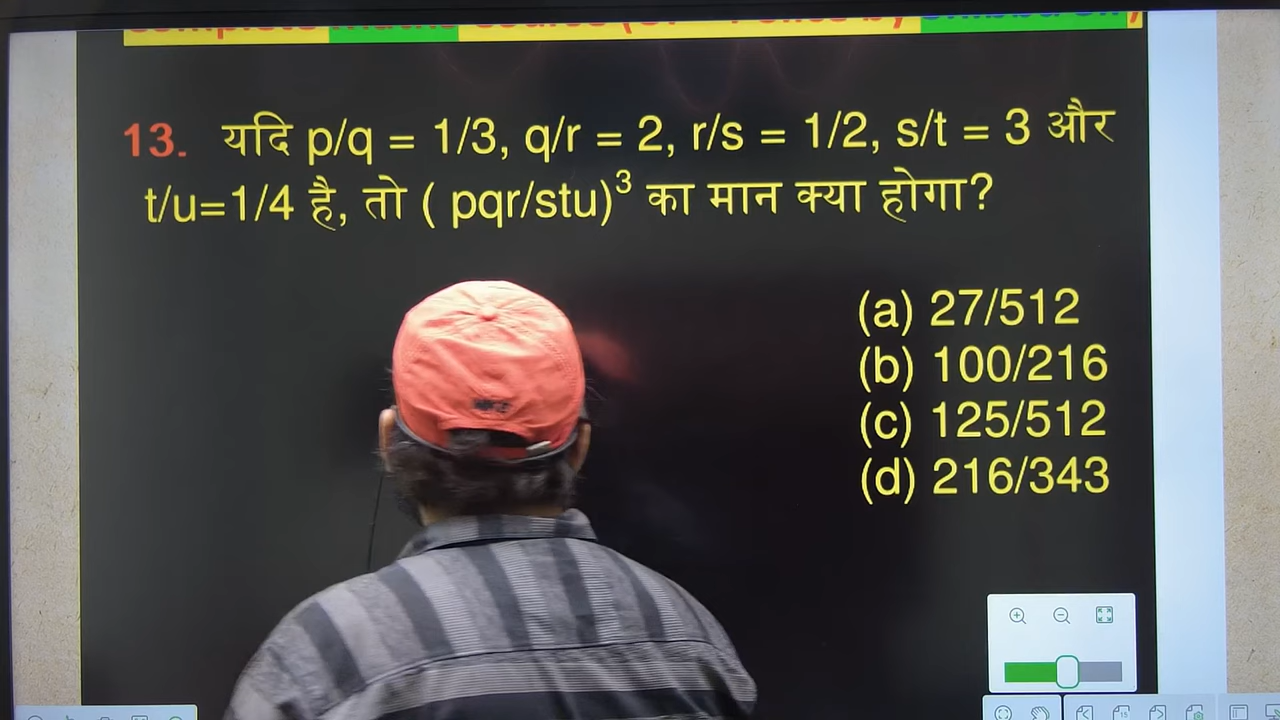 13. यदि p/q = 1/3, q/r = 2, r/s = 1/2, s/t = 3 और
t/u=1/4 है, तो ( pqr/stu)³ का मान क्या होगा?
(a) 27/512
(b) 100/216
(c) 125/512
(d) 216/343